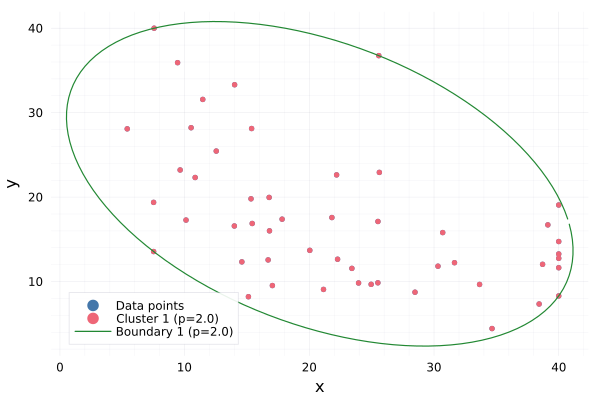 40
30
20
10
y
Data points
Cluster 1 (p=2.0)
Boundary 1 (p=2.0)
0 10 20 30 40
x